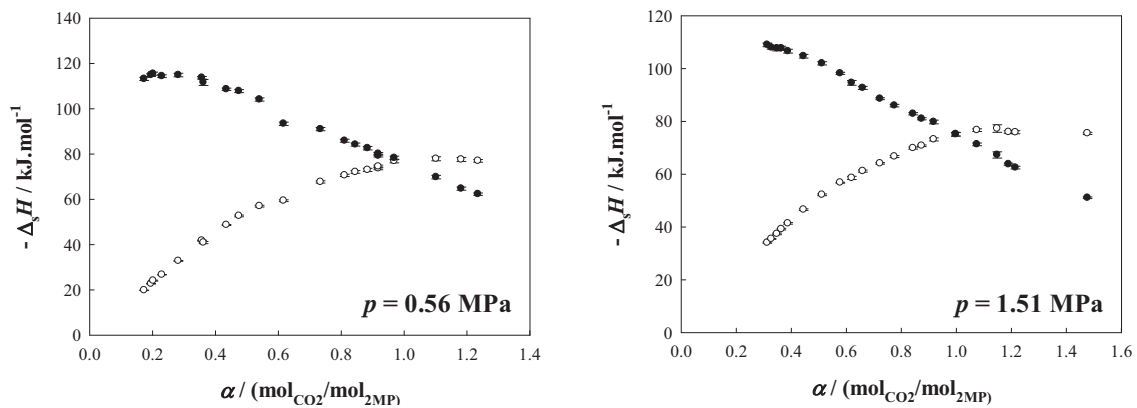 140
120
100
80
60
40
20
0
- ΔsH / kJ.mol⁻¹
p = 0.56 MPa
0.0 0.2 0.4 0.6 0.8 1.0 1.2 1.4
α / (molCO2/mol2MP)
120
100
80
60
40
20
0
- ΔsH / kJ.mol⁻¹
p = 1.51 MPa
0.0 0.2 0.4 0.6 0.8 1.0 1.2 1.4 1.6
α / (molCO2/mol2MP)